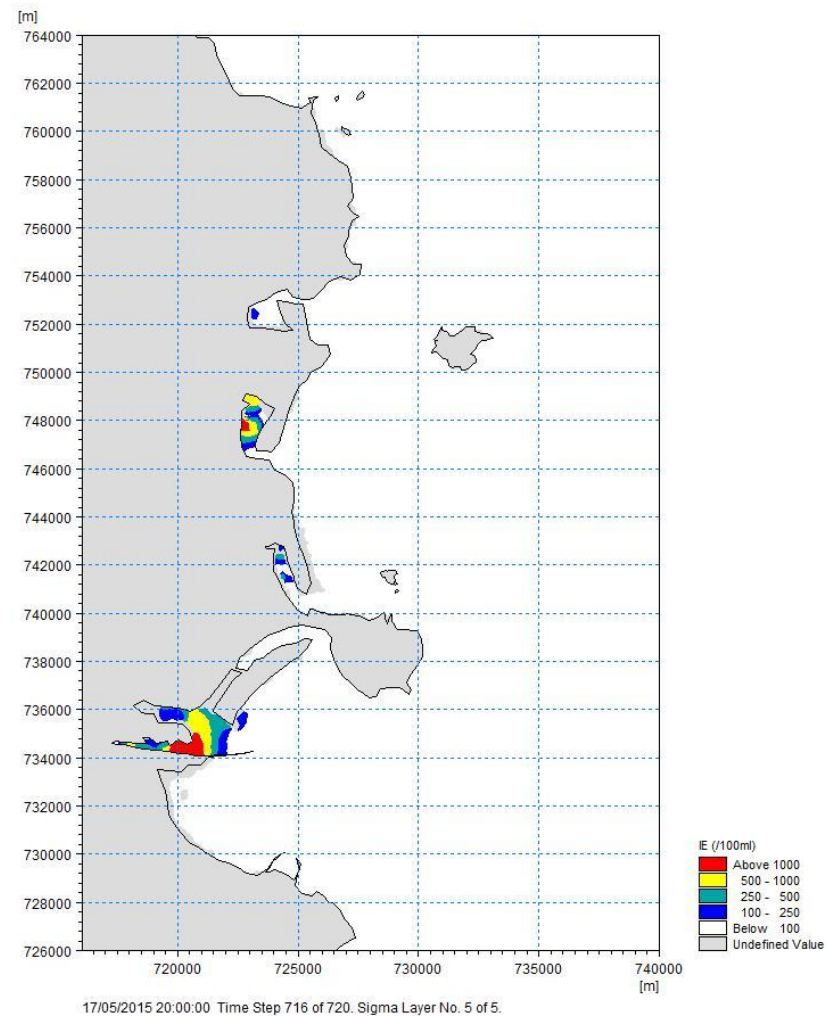 [m]
764000
762000
760000
758000
756000
754000
752000
750000
748000
746000
744000
742000
740000
738000
736000
734000
732000
730000
728000
726000
720000 725000 730000 735000 740000
[m]
IE (/100ml)
Above 1000
500 - 1000
250 - 500
100 - 250
Below 100
Undefined Value
17/05/2015 20:00:00 Time Step 716 of 720. Sigma Layer No. 5 of 5.